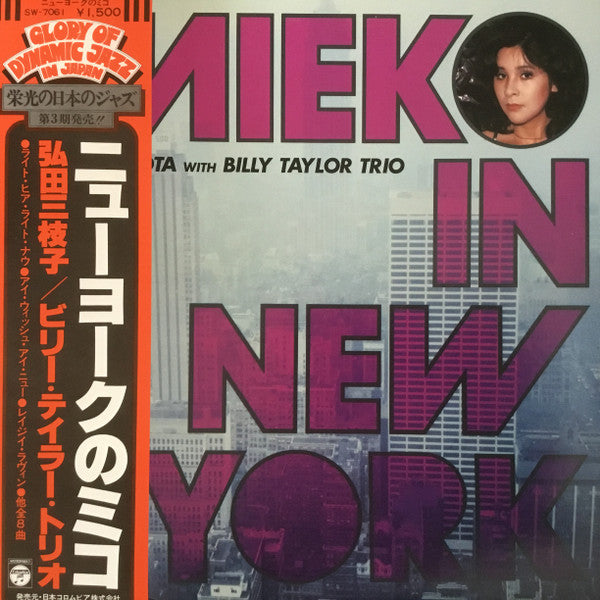 ニューヨークのミコ
SW-7061 ¥1,500
GLORY OF
DYNAMIC JAZZ
IN JAPAN
栄光の日本のジャズ
第3期発売!!
ニューヨークのミコ
弘田三枝子/ビリー・テイラー・トリオ
●ライト・ヒア・ライト・ナウ●アイ・ウィッシュ・アイ・ニュー●レイジイ・ラヴィン●他全8曲
発売元・日本コロムビア株式会社
MIEKO
OTA WITH BILLY TAYLOR TRIO
IN
NEW
YORK